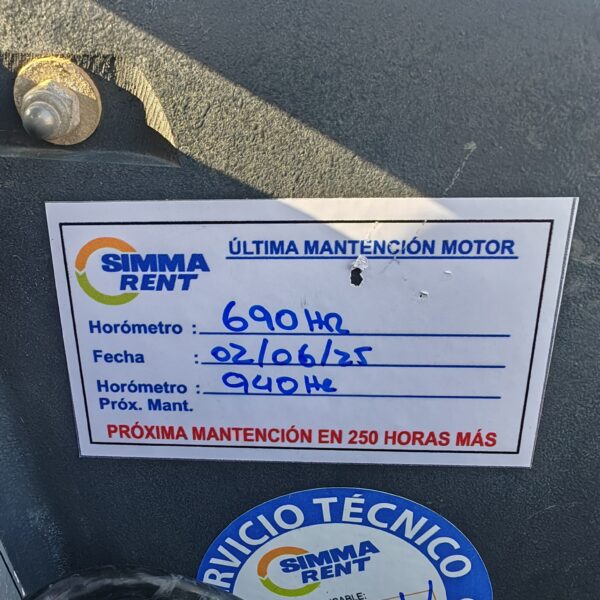 SIMMA RENT
ÚLTIMA MANTENCIÓN MOTOR
Horómetro : 690 HR
Fecha : 02/06/25
Horómetro Próx. Mant. : 940 HR
PRÓXIMA MANTENCIÓN EN 250 HORAS MÁS
RVICIO TÉCNICO
SIMMA RENT